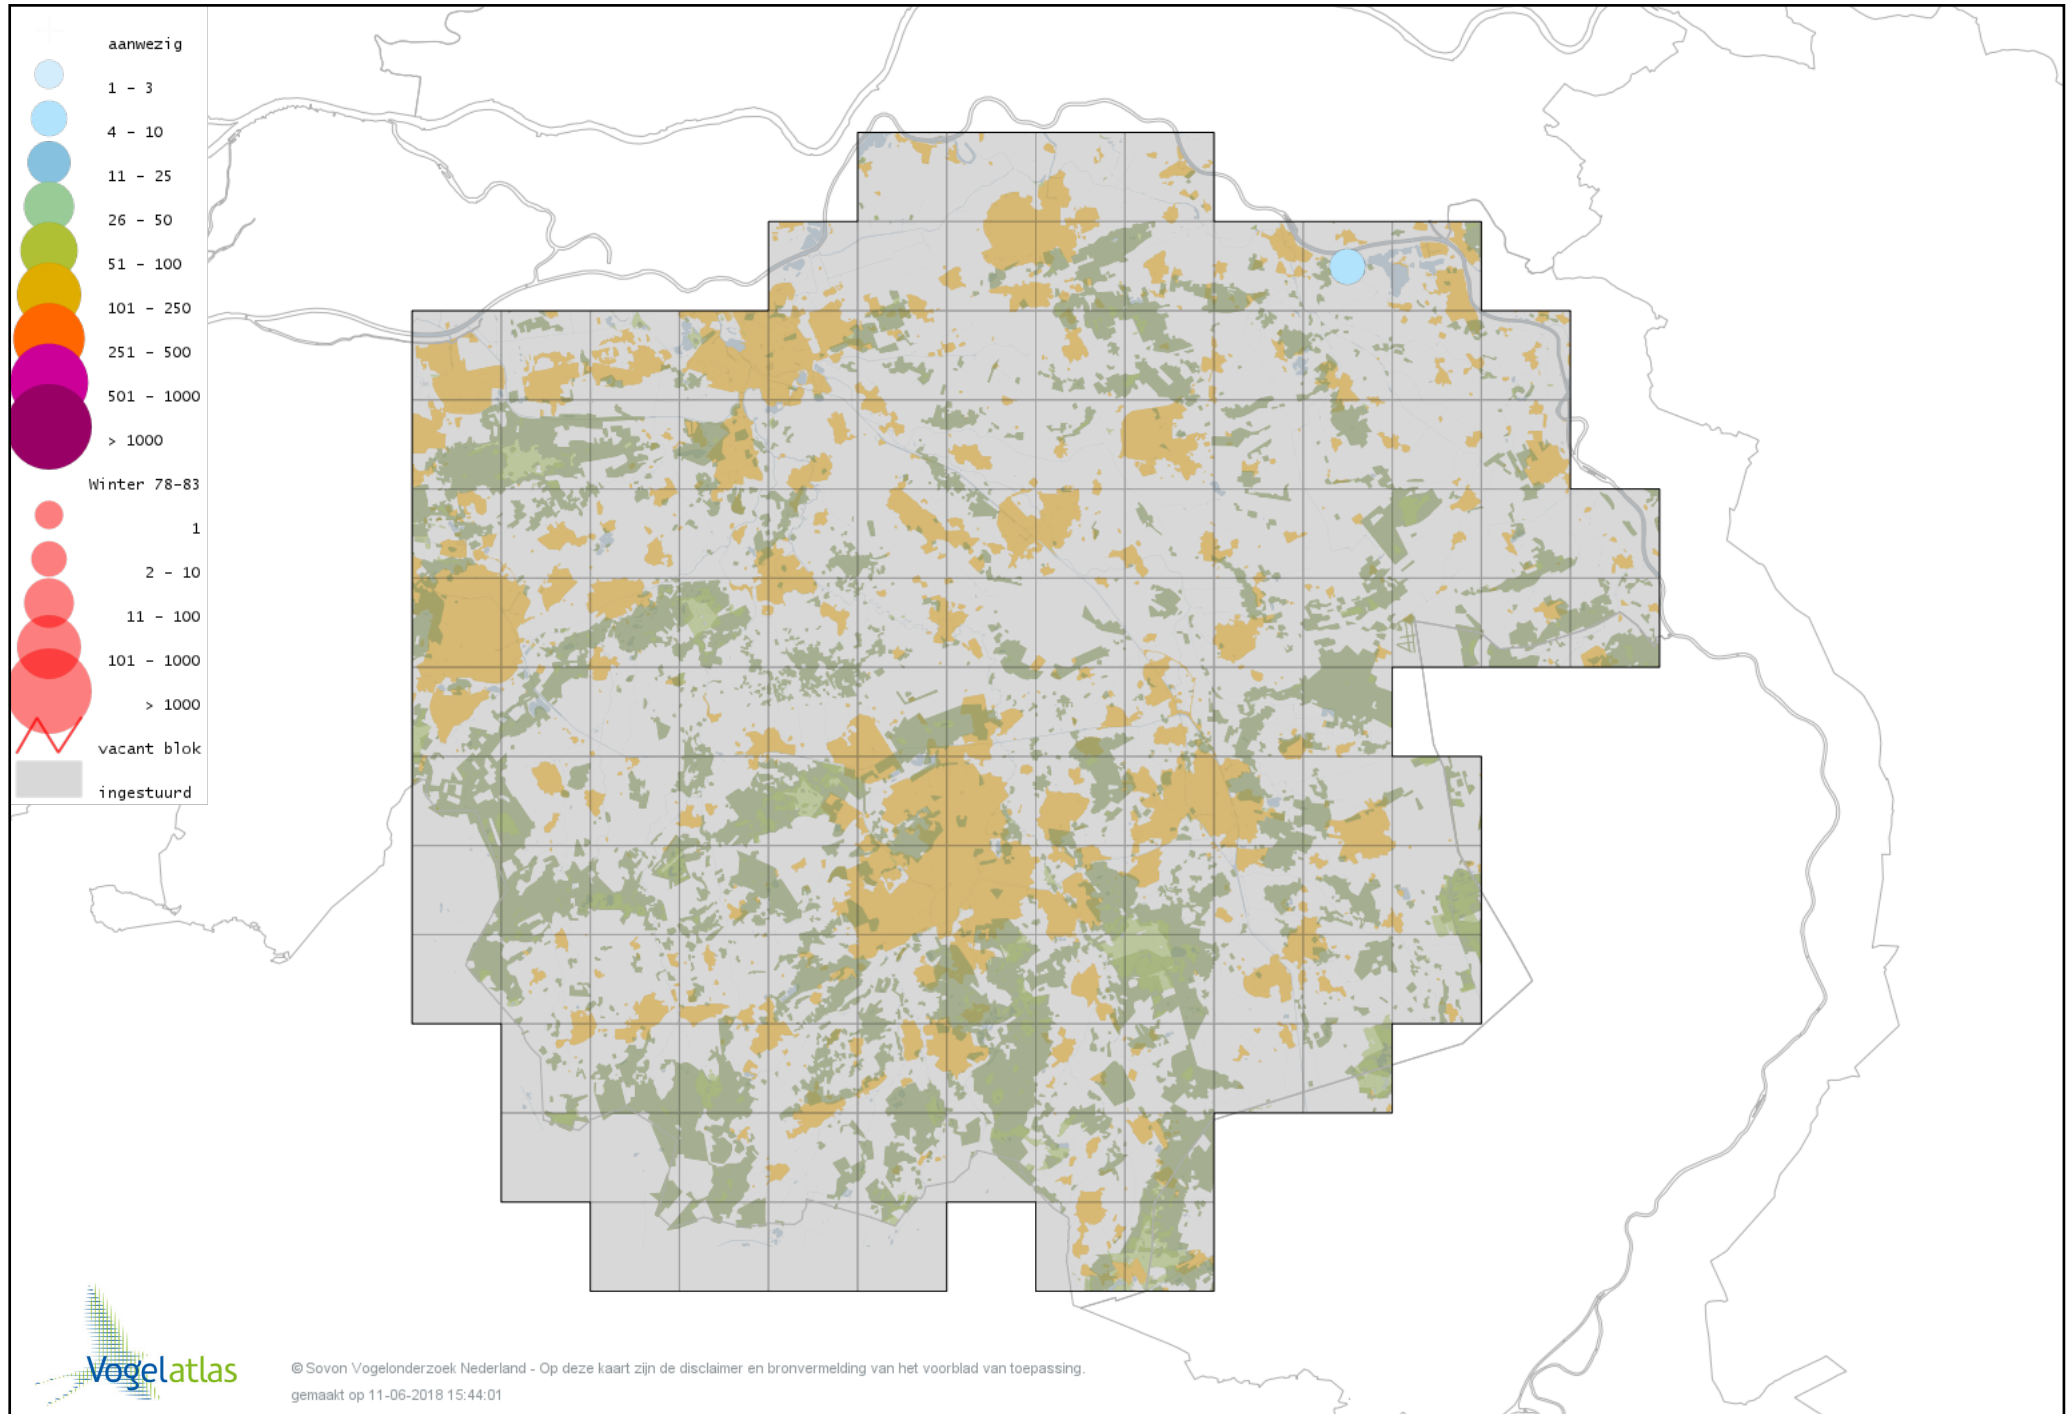 aanwezig
1 - 3
4 - 10
11 - 25
26 - 50
51 - 100
101 - 250
251 - 500
501 - 1000
> 1000
Winter 78-83
1
2 - 10
11 - 100
101 - 1000
> 1000
vacant blok
ingestuurd
Vogelatlas
© Sovon Vogelonderzoek Nederland - Op deze kaart zijn de disclaimer en bronvermelding van het voorblad van toepassing.
gemaakt op 11-06-2018 15:44:01